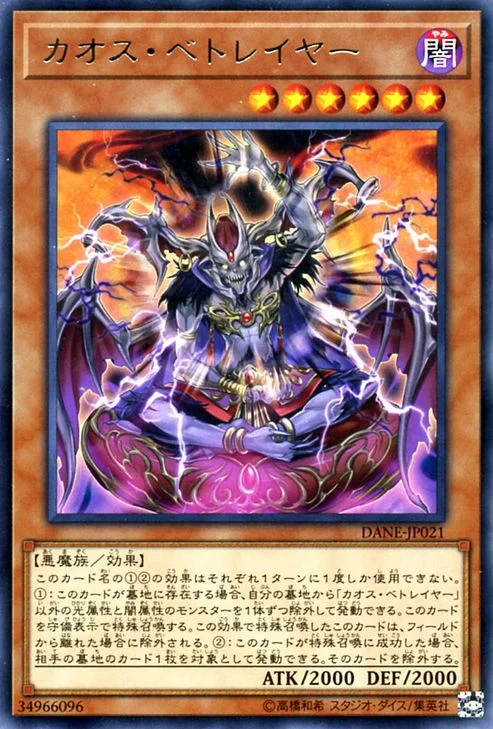 カオス・ベトレイヤー
闇
やみ
DANE-JP021
【悪魔族／効果】
このカード名の①②の効果はそれぞれ１ターンに１度しか使用できない。
①：このカードが墓地に存在する場合、自分の墓地から「カオス・ベトレイヤー」
以外の光属性と闇属性のモンスターを１体ずつ除外して発動できる。このカード
を守備表示で特殊召喚する。この効果で特殊召喚したこのカードは、フィールド
から離れた場合に除外される。②：このカードが特殊召喚に成功した場合、
相手の墓地のカード１枚を対象として発動できる。そのカードを除外する。
ATK/2000 DEF/2000
34966096
©高橋和希 スタジオ・ダイス/集英社